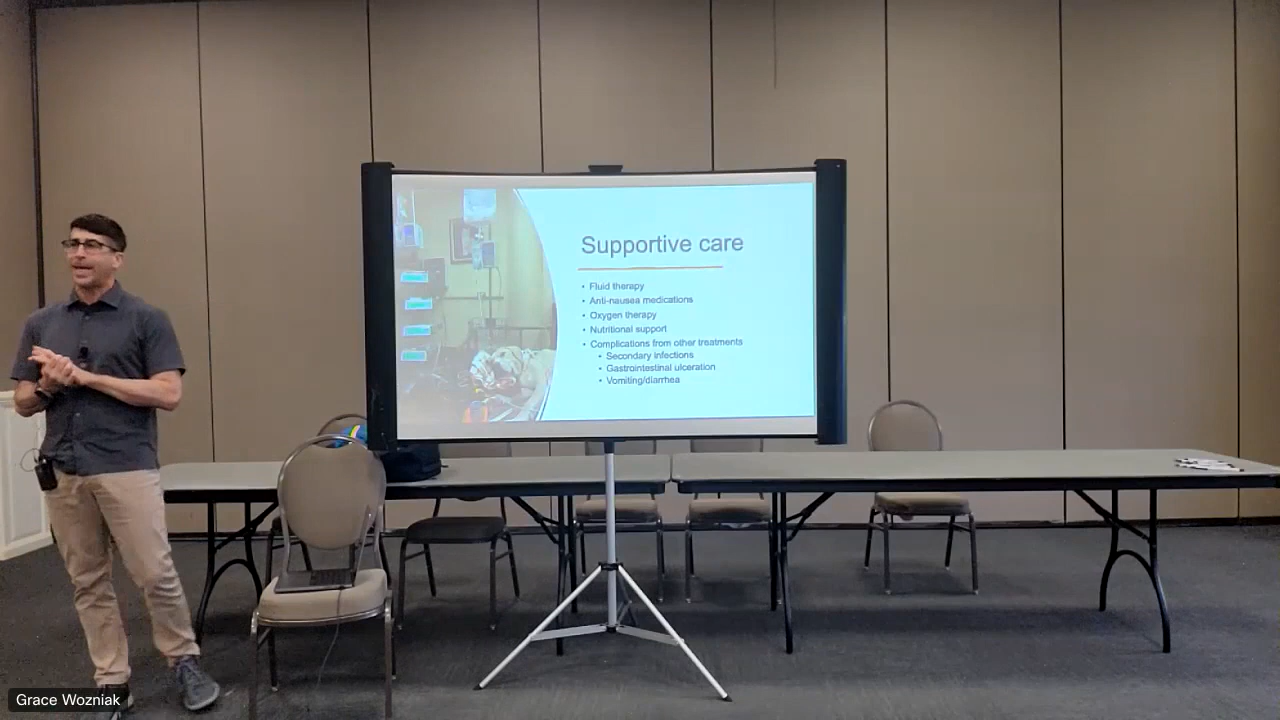 Supportive care
• Fluid therapy
• Anti-nausea medications
• Oxygen therapy
• Nutritional support
• Complications from other treatments
• Secondary infections
• Gastrointestinal ulceration
• Vomiting/diarrhea
Grace Wozniak